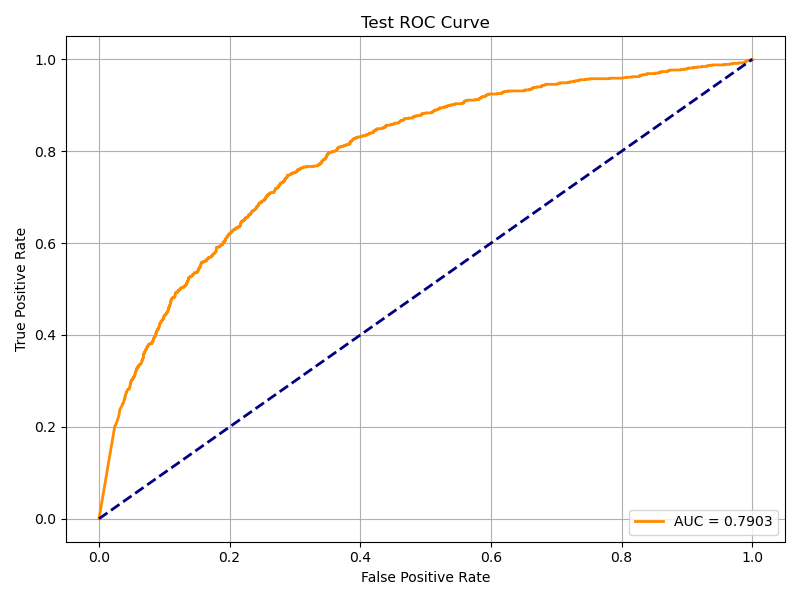 Test ROC Curve
True Positive Rate
1.0
0.8
0.6
0.4
0.2
0.0
0.0 0.2 0.4 0.6 0.8 1.0
False Positive Rate
AUC = 0.7903